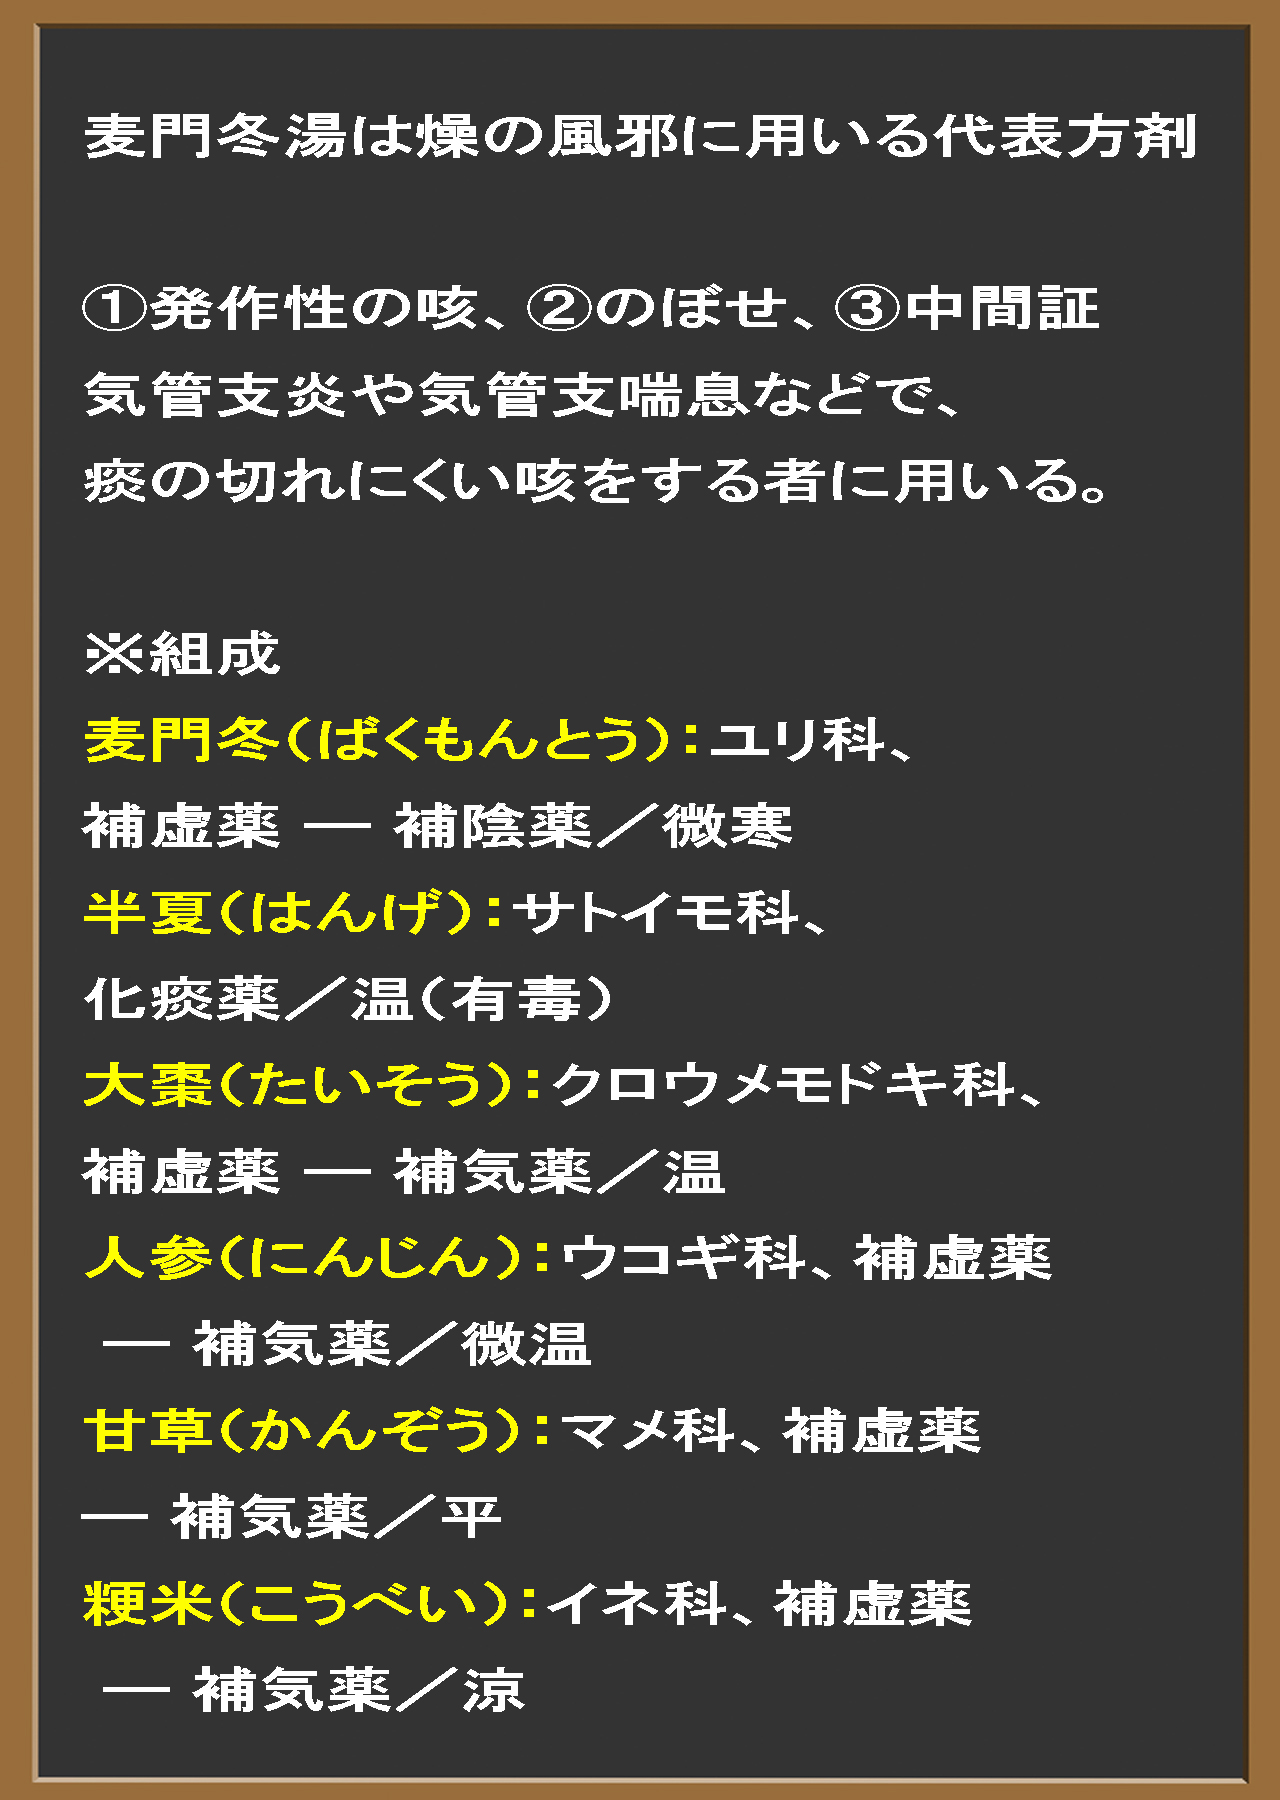 麦門冬湯は燥の風邪に用いる代表方剤
①発作性の咳、②のぼせ、③中間証
気管支炎や気管支喘息などで、
痰の切れにくい咳をする者に用いる。
※組成
麦門冬（ばくもんとう）：ユリ科、
補虚薬 ― 補陰薬／微寒
半夏（はんげ）：サトイモ科、
化痰薬／温（有毒）
大棗（たいそう）：クロウメモドキ科、
補虚薬 ― 補気薬／温
人参（にんじん）：ウコギ科、補虚薬
― 補気薬／微温
甘草（かんぞう）：マメ科、補虚薬
― 補気薬／平
粳米（こうべい）：イネ科、補虚薬
― 補気薬／涼